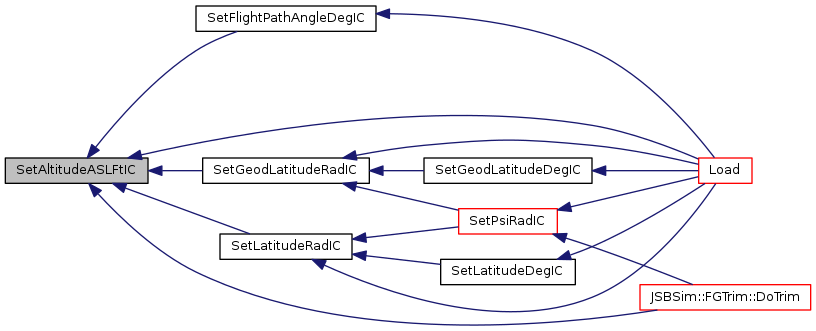 SetFlightPathAngleDegIC
SetAltitudeASLFtIC
SetGeodLatitudeRadIC
SetGeodLatitudeDegIC
Load
SetPsiRadIC
SetLatitudeRadIC
SetLatitudeDegIC
JSBSim::FGTrim::DoTrim